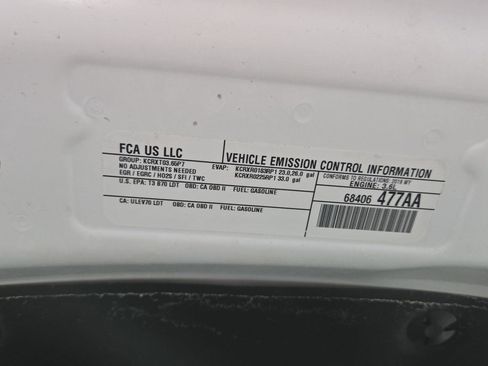 FCA US LLC
VEHICLE EMISSION CONTROL INFORMATION
GROUP: KCRXT03.65P7
NO ADJUSTMENTS NEEDED
EGR / EGRC / HO2S / SFI / TWC
EVAP: KCRXR0183RP1 23.0,26.0 gal
KCRXR0225RP1 33.0 gal
CONFORMS TO REGULATIONS: 2019 MY
ENGINE: 3.6L
U.S. EPA: T3 B70 LDT OBD: CA OBD II FUEL: GASOLINE
CA: ULEV70 LDT OBD: CA OBD II FUEL: GASOLINE
68406 477AA